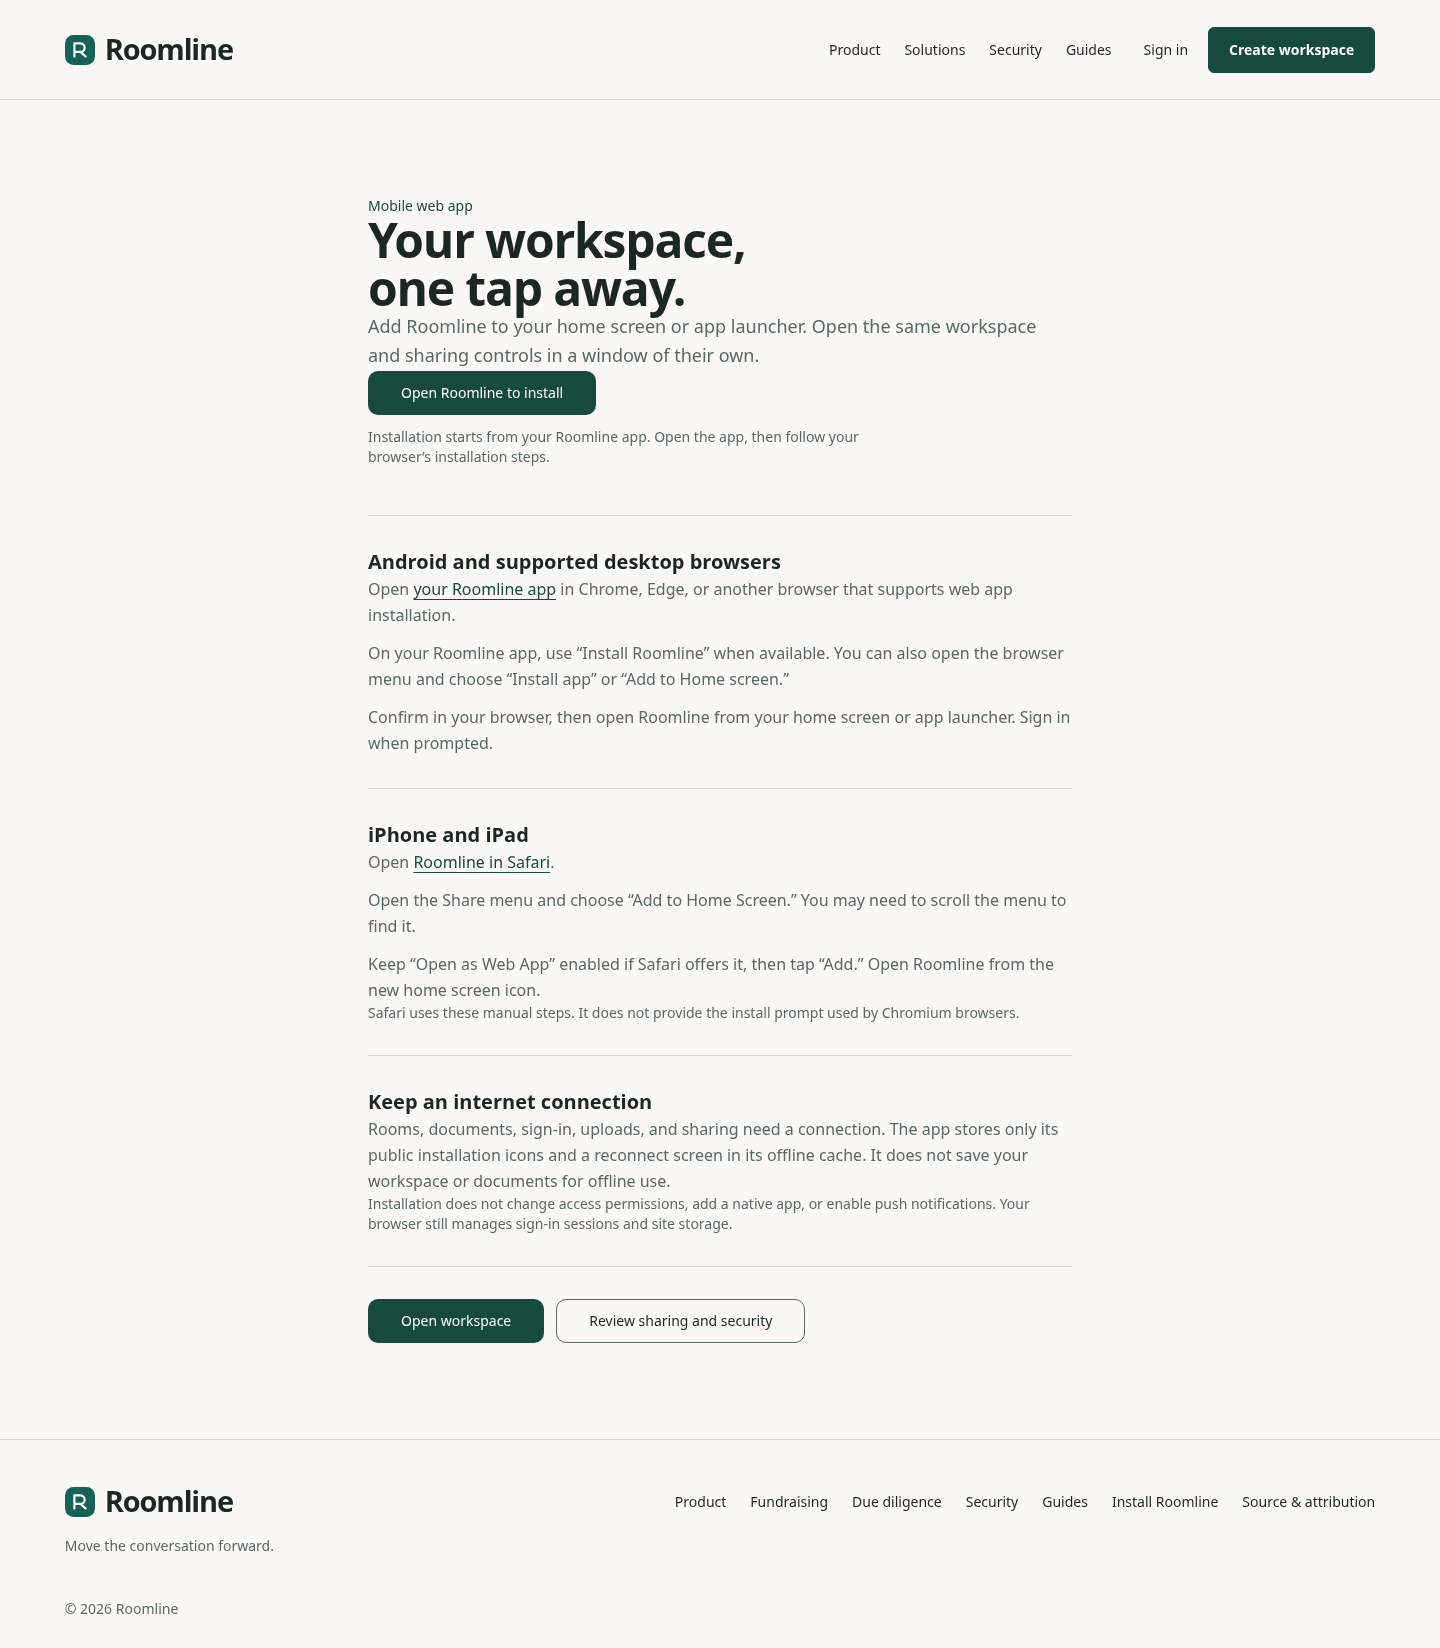 Roomline
Product Solutions Security Guides Sign in Create workspace
Mobile web app
Your workspace,
one tap away.
Add Roomline to your home screen or app launcher. Open the same workspace
and sharing controls in a window of their own.
Open Roomline to install
Installation starts from your Roomline app. Open the app, then follow your
browser’s installation steps.
Android and supported desktop browsers
Open your Roomline app in Chrome, Edge, or another browser that supports web app
installation.
On your Roomline app, use “Install Roomline” when available. You can also open the browser
menu and choose “Install app” or “Add to Home screen.”
Confirm in your browser, then open Roomline from your home screen or app launcher. Sign in
when prompted.
iPhone and iPad
Open Roomline in Safari.
Open the Share menu and choose “Add to Home Screen.” You may need to scroll the menu to
find it.
Keep “Open as Web App” enabled if Safari offers it, then tap “Add.” Open Roomline from the
new home screen icon.
Safari uses these manual steps. It does not provide the install prompt used by Chromium browsers.
Keep an internet connection
Rooms, documents, sign-in, uploads, and sharing need a connection. The app stores only its
public installation icons and a reconnect screen in its offline cache. It does not save your
workspace or documents for offline use.
Installation does not change access permissions, add a native app, or enable push notifications. Your
browser still manages sign-in sessions and site storage.
Open workspace Review sharing and security
Roomline
Product Fundraising Due diligence Security Guides Install Roomline Source & attribution
Move the conversation forward.
© 2026 Roomline